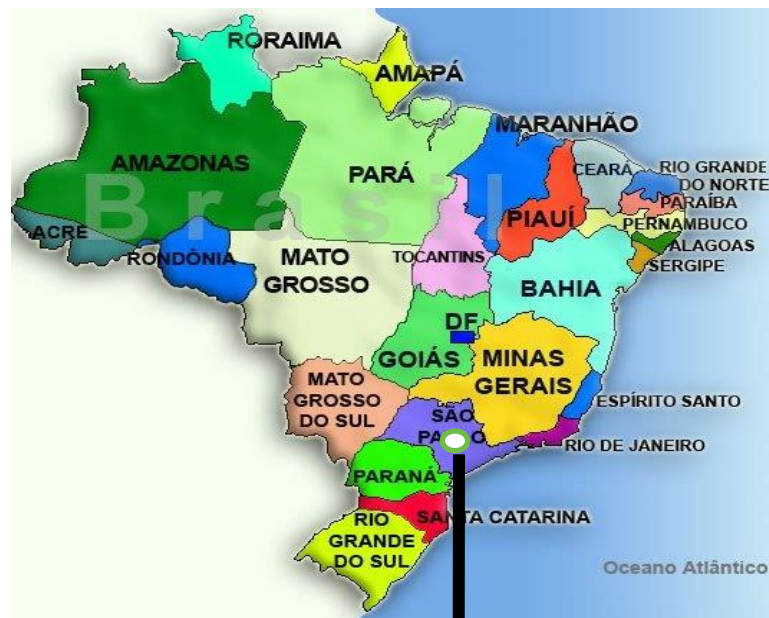 RORAIMA
AMAPÁ
MARANHÃO
AMAZONAS
PARÁ
CEARÁ
RIO GRANDE
DO NORTE
Brasil
PARAÍBA
PIAUÍ
PERNAMBUCO
ACRE
RONDÔNIA
MATO
GROSSO
TOCANTINS
ALAGOAS
SERGIPE
BAHIA
DF
GOIÁS
MINAS
GERAIS
MATO
GROSSO
DO SUL
ESPÍRITO SANTO
SÃO
RIO DE JANEIRO
PARANÁ
SANTA CATARINA
RIO
GRANDE
DO SUL
Oceano Atlântico